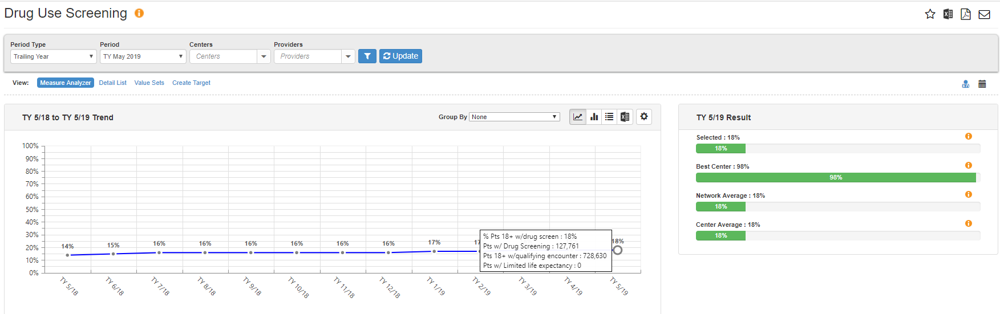 Drug Use Screening
Period Type Period Centers Providers
Trailing Year TY May 2019 Centers Providers Update
View: Measure Analyzer Detail List Value Sets Create Target
TY 5/18 to TY 5/19 Trend
Group By None
100%
90%
80%
70%
60%
50%
40%
30%
20%
10%
0%
14% 15% 16% 16% 16% 16% 16% 16% 17% 17 18%
% Pts 18+ w/drug screen : 18%
Pts w/ Drug Screening : 127,761
Pts 18+ w/qualifying encounter : 728,630
Pts w/ Limited life expectancy : 0
TY 5/18 TY 6/18 TY 7/18 TY 8/18 TY 9/18 TY 10/18 TY 11/18 TY 12/18 TY 1/19 TY 2/19 TY 3/19 TY 4/19 TY 5/19
TY 5/19 Result
Selected : 18%
18%
Best Center : 98%
98%
Network Average : 18%
18%
Center Average : 18%
18%